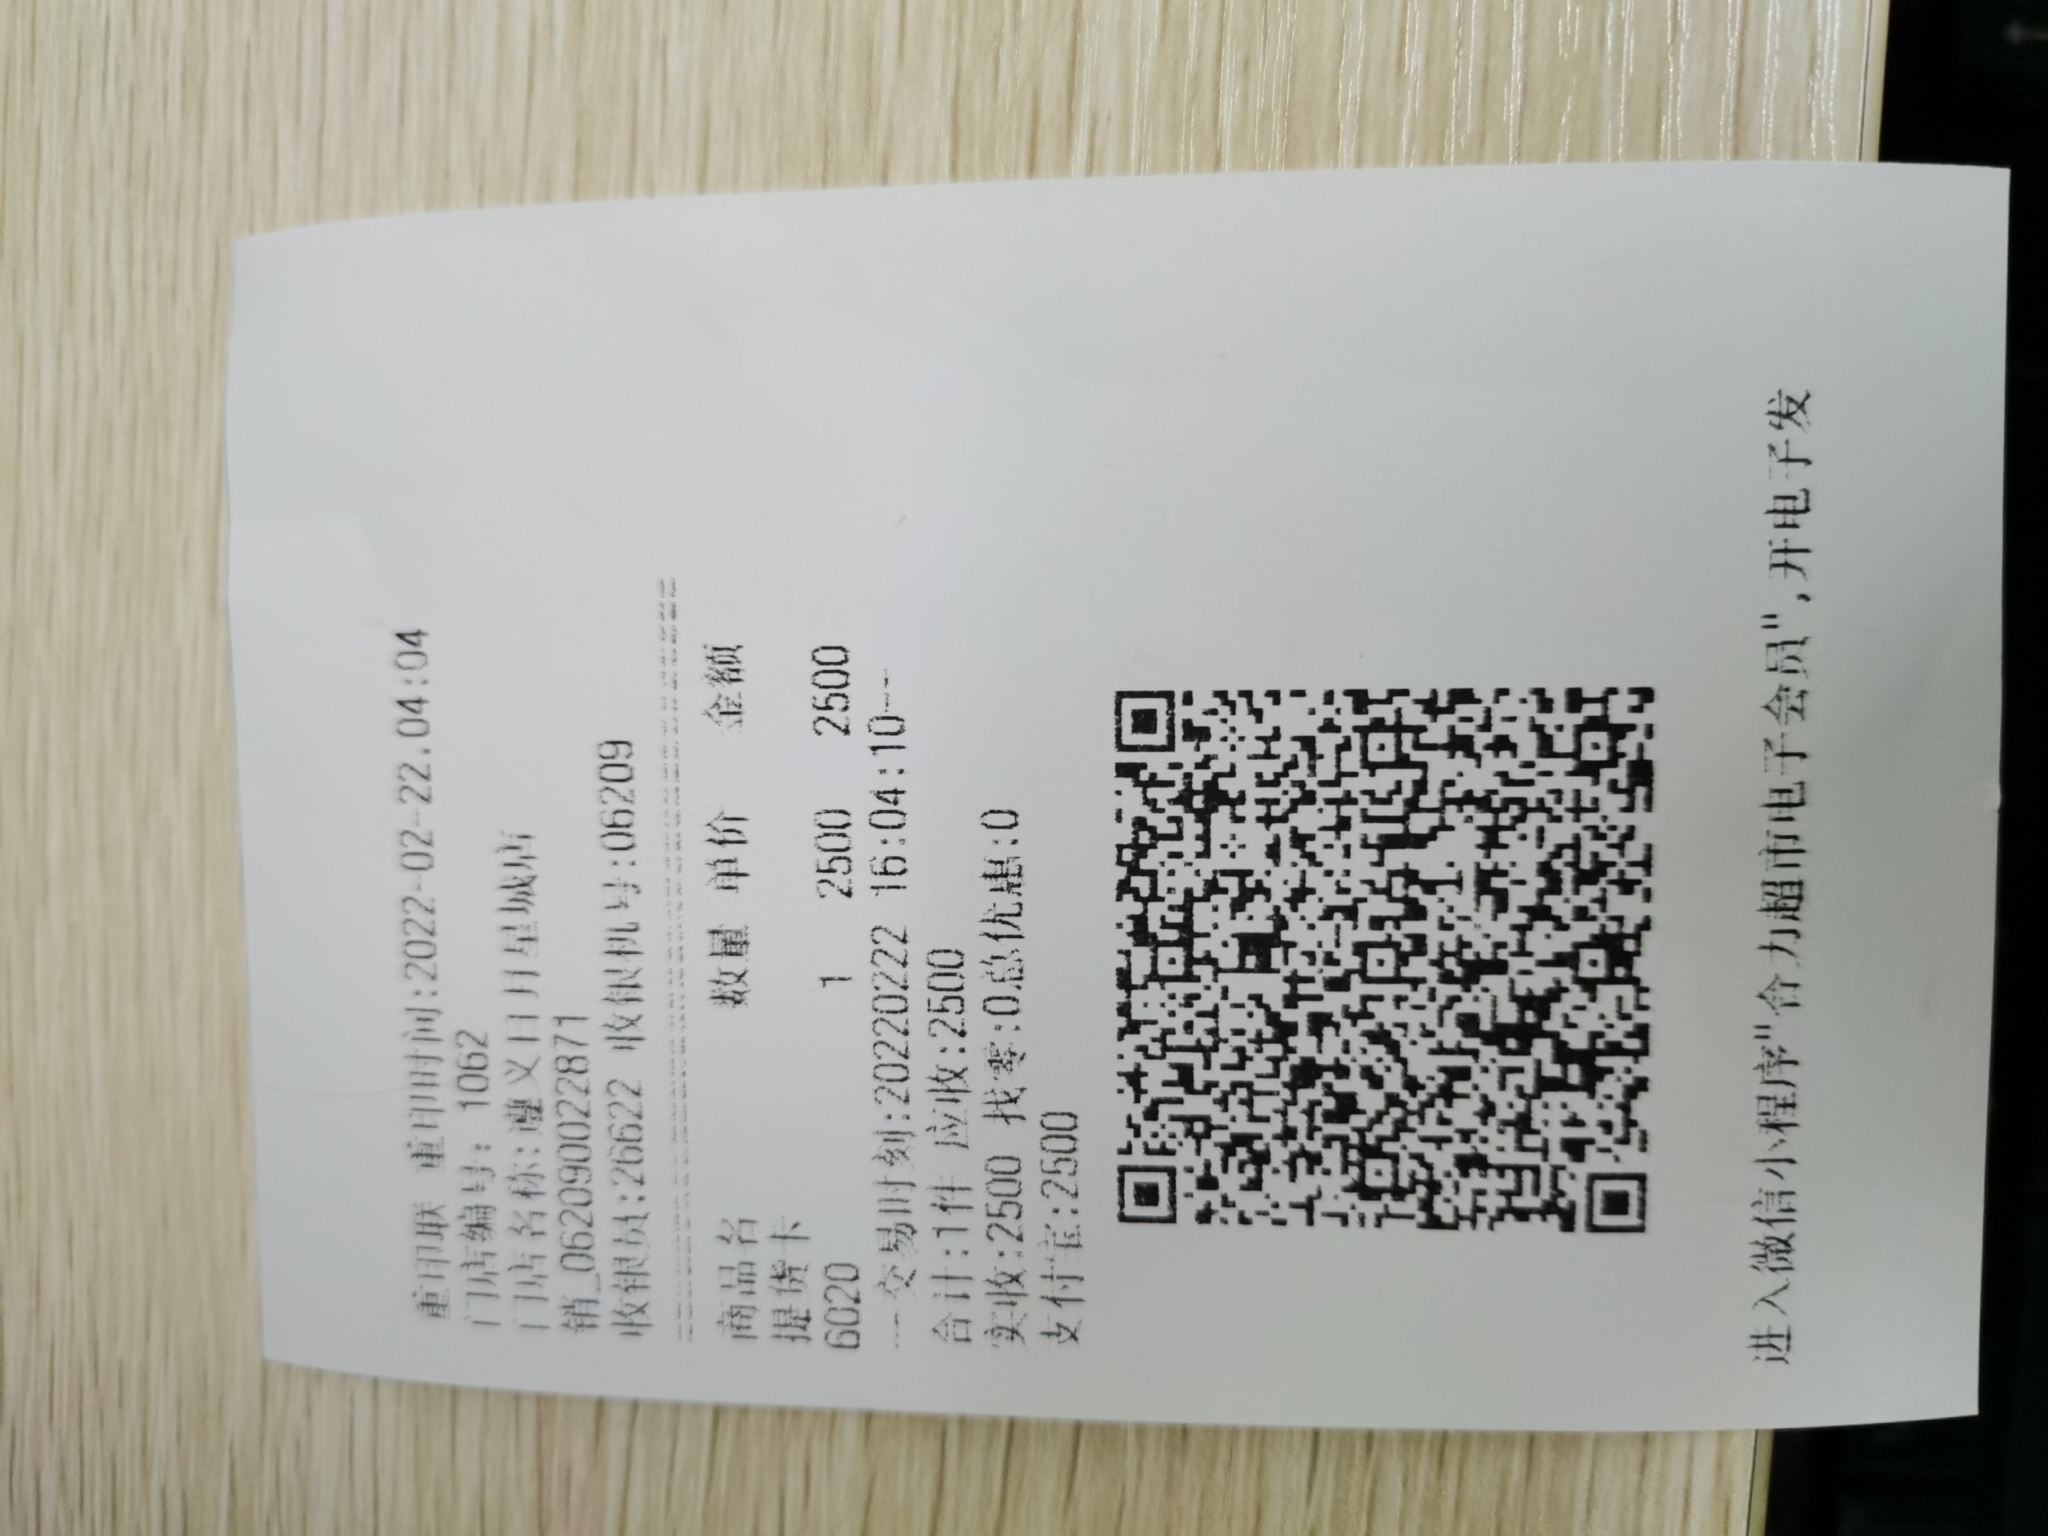 重印联 重印时间:2022-02-22.04:04
门店编号: 1062
门店名称:遵义日月星城店
销_06209002​2871
收银员:26622 收银机号:06209
商品名 数量 单价 金额
提货卡
6020 1 2500 2500
---交易时刻:20220222 16:04:10---
合计:1件 应收:2500
实收:2500 找零:0总优惠:0
支付宝:2500
进入微信小程序"合力超市电子会员",开电子发